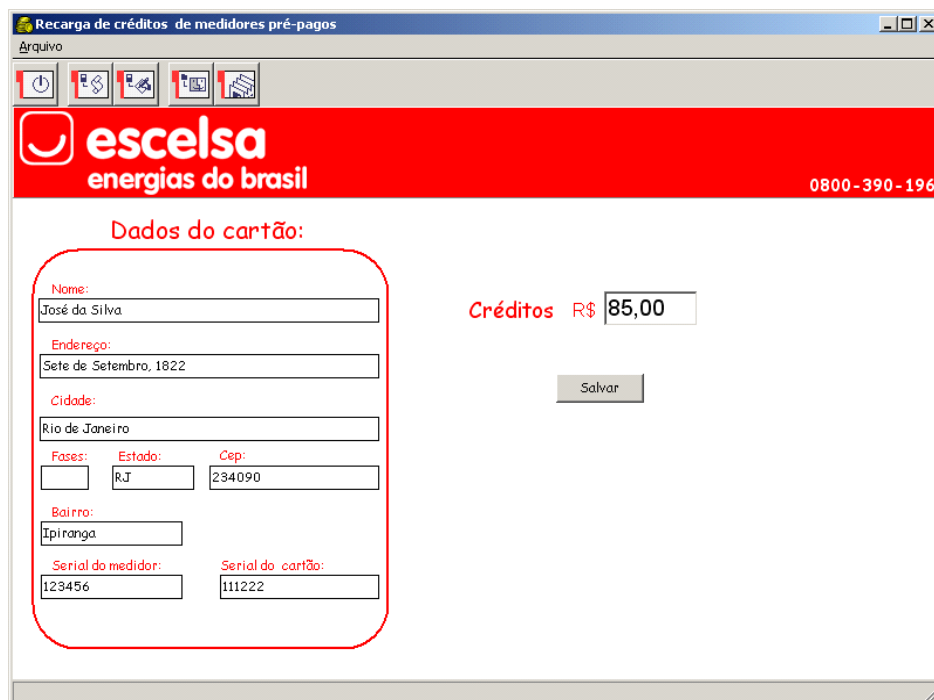 Recarga de créditos de medidores pré-pagos
Arquivo
escelsa
energias do brasil
0800-390-196
Dados do cartão:
Nome:
José da Silva
Créditos R$ 85,00
Endereço:
Sete de Setembro, 1822
Salvar
Cidade:
Rio de Janeiro
Fases: Estado: Cep:
RJ 234090
Bairro:
Ipiranga
Serial do medidor: Serial do cartão:
123456 111222